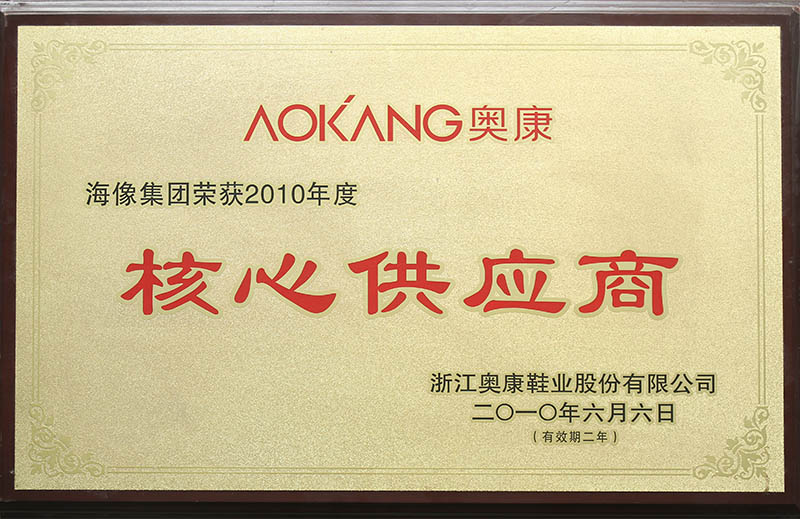 AOKANG奥康
海像集团荣获2010年度
核心供应商
浙江奥康鞋业股份有限公司
二〇一〇年六月六日
(有效期二年)